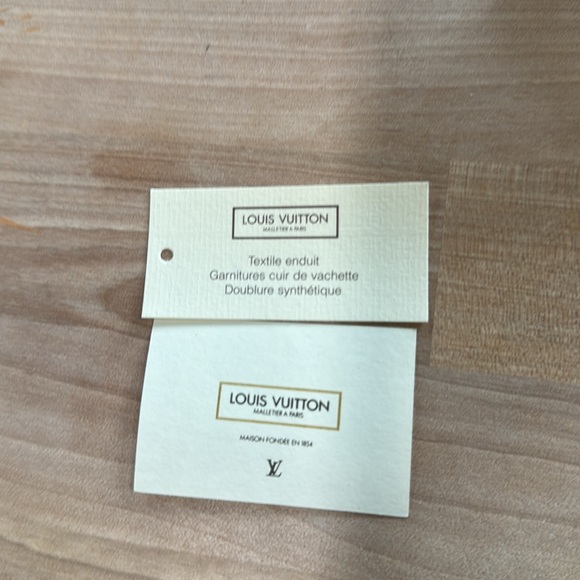 LOUIS VUITTON
MALLETIER A PARIS
Textile enduit
Garnitures cuir de vachette
Doublure synthétique
LOUIS VUITTON
MALLETIER A PARIS
MAISON FONDÉE EN 1854
LV